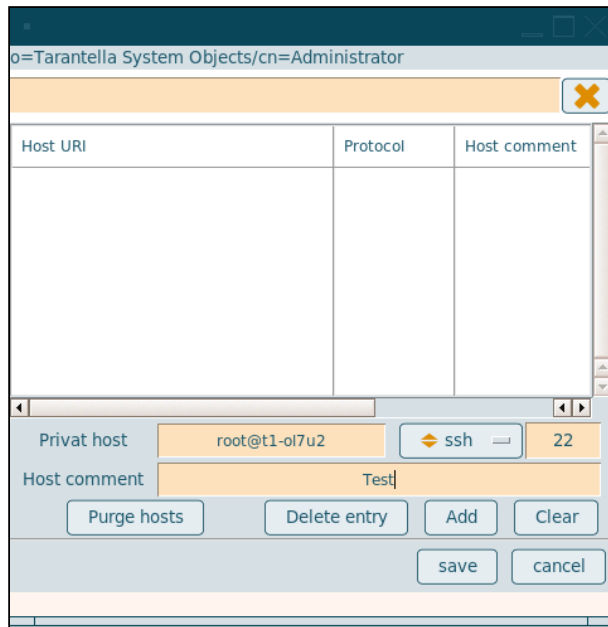 o=Tarantella System Objects/cn=Administrator
Host URI Protocol Host comment
Privat host root@t1-ol7u2 ssh 22
Host comment Test
Purge hosts Delete entry Add Clear
save cancel